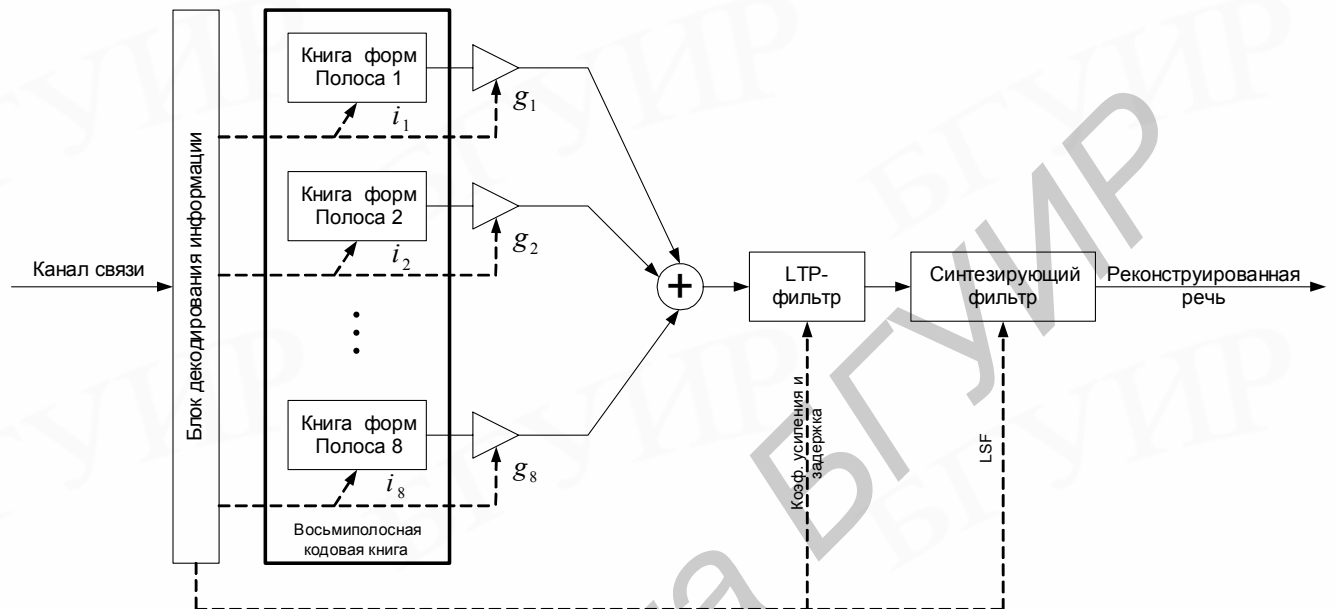 Книга форм
Полоса 1
i₁
g₁
Книга форм
Полоса 2
i₂
g₂
Канал связи
Блок декодирования информации
+
LTP-
фильтр
Синтезирующий
фильтр
Реконструированная
речь
Книга форм
Полоса 8
i₈
g₈
Восьмиполосная
кодовая книга
Коэф. усиления и
задержка
LSF
БГУИР